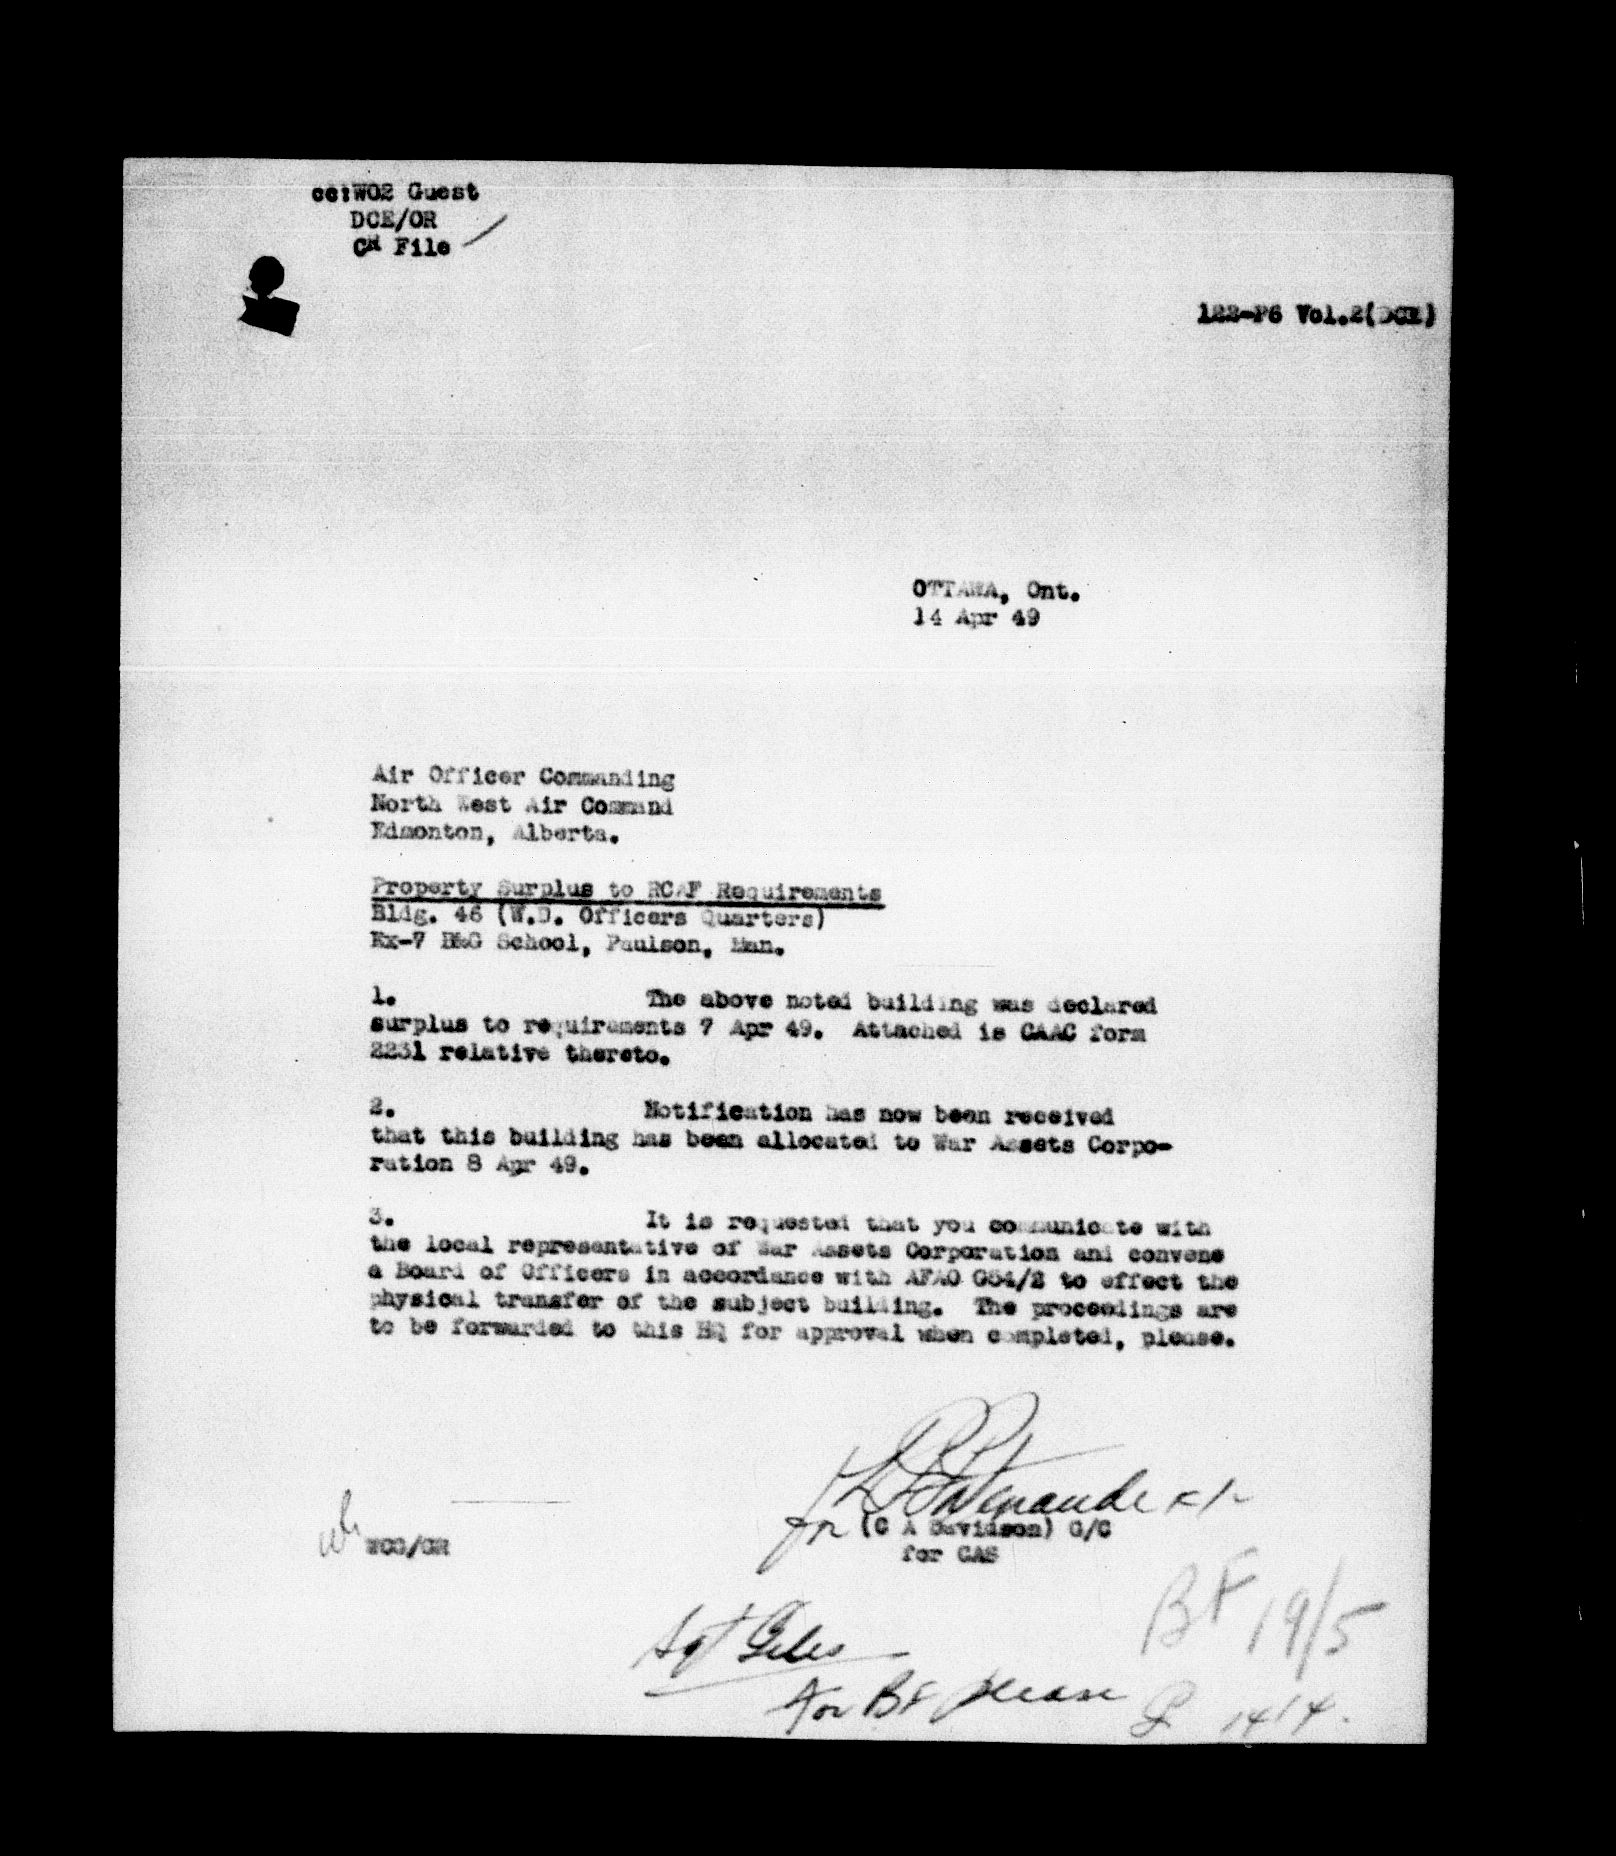 cc:WO2 Guest
DCE/OR
CR File
122-P6 Vol.2(DCE)
OTTAWA, Ont.
14 Apr 49
Air Officer Commanding
North West Air Command
Edmonton, Alberta.
Property Surplus to RCAF Requirements
Bldg. 46 (W.D. Officers Quarters)
Ex-7 B&G School, Paulson, Man.
1. The above noted building was declared
surplus to requirements 7 Apr 49. Attached is CAAC form
2231 relative thereto.
2. Notification has now been received
that this building has been allocated to War Assets Corpo-
ration 8 Apr 49.
3. It is requested that you communicate with
the local representative of War Assets Corporation and convene
a Board of Officers in accordance with AFAO G54/2 to effect the
physical transfer of the subject building. The proceedings are
to be forwarded to this HQ for approval when completed, please.
for (C A Davidson) G/C
for CAS
WCG/GR
BF 19/5
Sgt Giles
for BF please
14/4.